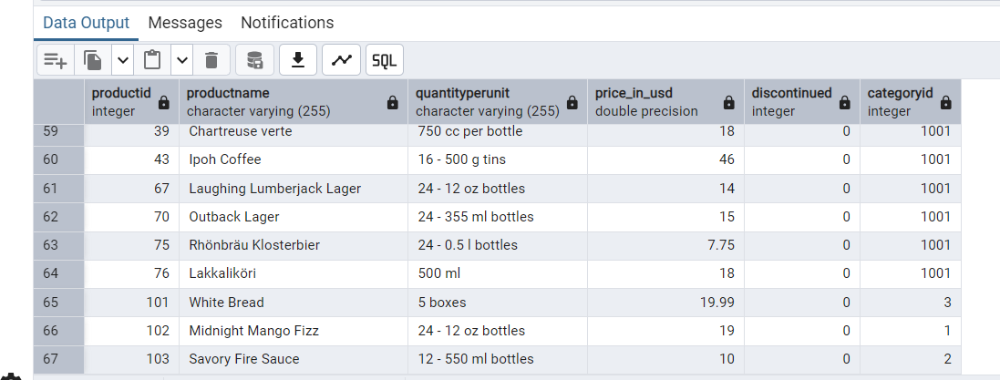 Data Output Messages Notifications
SQL
productid productname quantityperunit price_in_usd discontinued categoryid
integer character varying (255) character varying (255) double precision integer integer
59 39 Chartreuse verte 750 cc per bottle 18 0 1001
60 43 Ipoh Coffee 16 - 500 g tins 46 0 1001
61 67 Laughing Lumberjack Lager 24 - 12 oz bottles 14 0 1001
62 70 Outback Lager 24 - 355 ml bottles 15 0 1001
63 75 Rhönbräu Klosterbier 24 - 0.5 l bottles 7.75 0 1001
64 76 Lakkalikööri 500 ml 18 0 1001
65 101 White Bread 5 boxes 19.99 0 3
66 102 Midnight Mango Fizz 24 - 12 oz bottles 19 0 1
67 103 Savory Fire Sauce 12 - 550 ml bottles 10 0 2